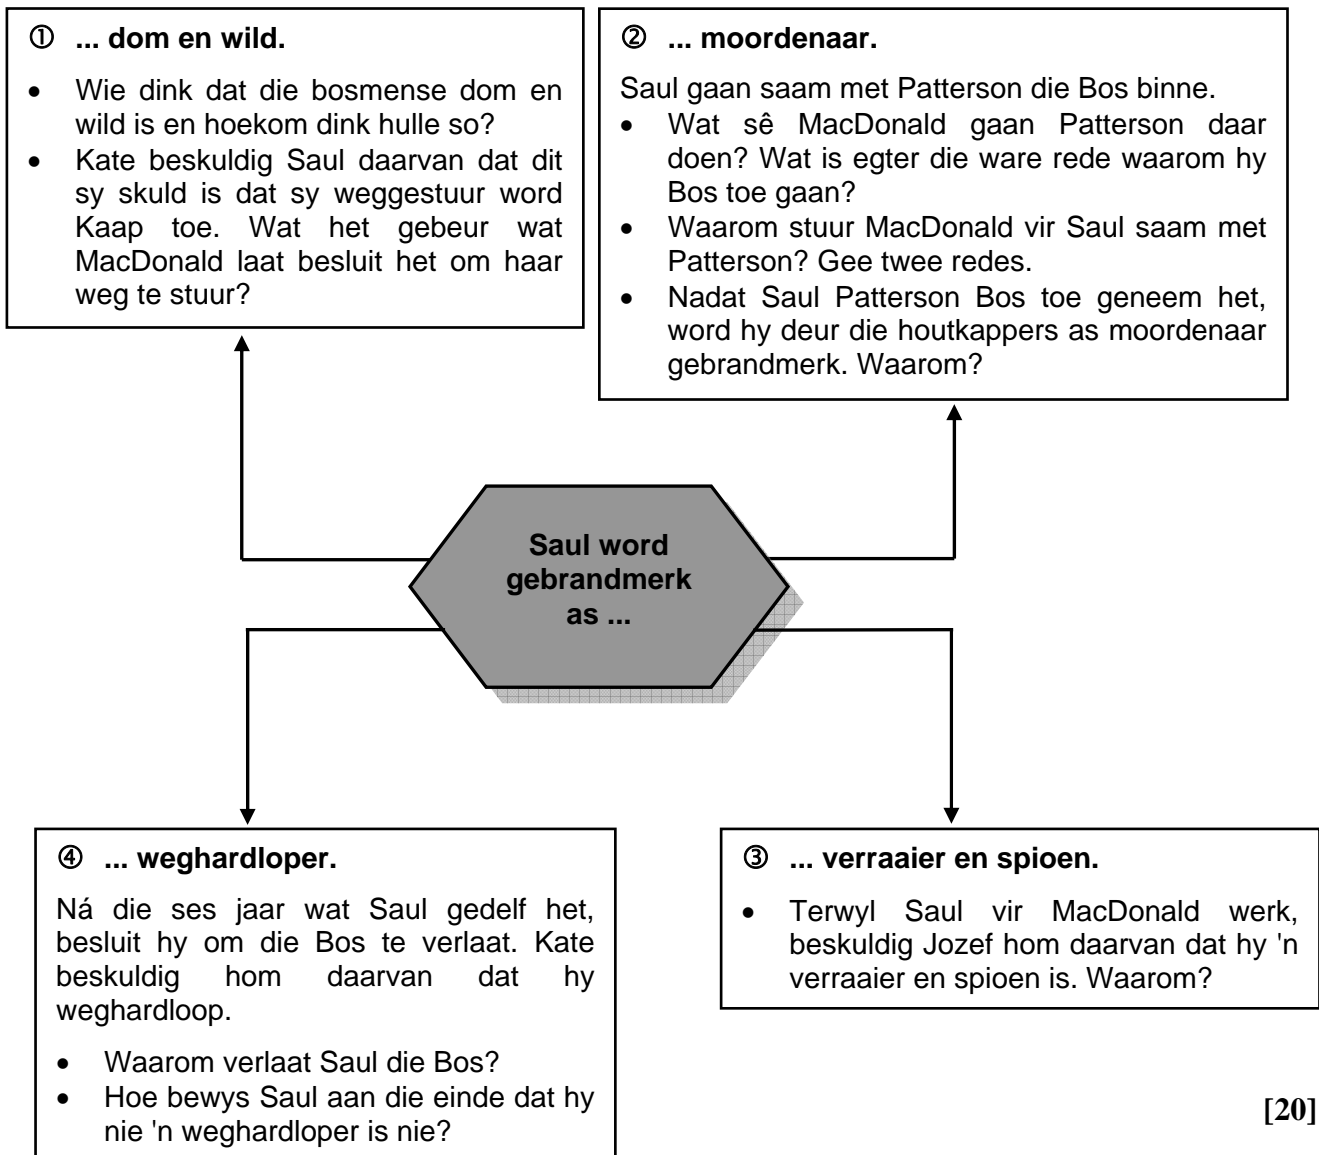 ① ... dom en wild.
• Wie dink dat die bosmense dom en
wild is en hoekom dink hulle so?
• Kate beskuldig Saul daarvan dat dit
sy skuld is dat sy weggestuur word
Kaap toe. Wat het gebeur wat
MacDonald laat besluit het om haar
weg te stuur?
② ... moordenaar.
Saul gaan saam met Patterson die Bos binne.
• Wat sê MacDonald gaan Patterson daar
doen? Wat is egter die ware rede waarom hy
Bos toe gaan?
• Waarom stuur MacDonald vir Saul saam met
Patterson? Gee twee redes.
• Nadat Saul Patterson Bos toe geneem het,
word hy deur die houtkappers as moordenaar
gebrandmerk. Waarom?
Saul word
gebrandmerk
as ...
④ ... weghardloper.
Ná die ses jaar wat Saul gedelf het,
besluit hy om die Bos te verlaat. Kate
beskuldig hom daarvan dat hy
weghardloop.
• Waarom verlaat Saul die Bos?
• Hoe bewys Saul aan die einde dat hy
nie 'n weghardloper is nie?
③ ... verraaier en spioen.
• Terwyl Saul vir MacDonald werk,
beskuldig Jozef hom daarvan dat hy 'n
verraaier en spioen is. Waarom?
[20]